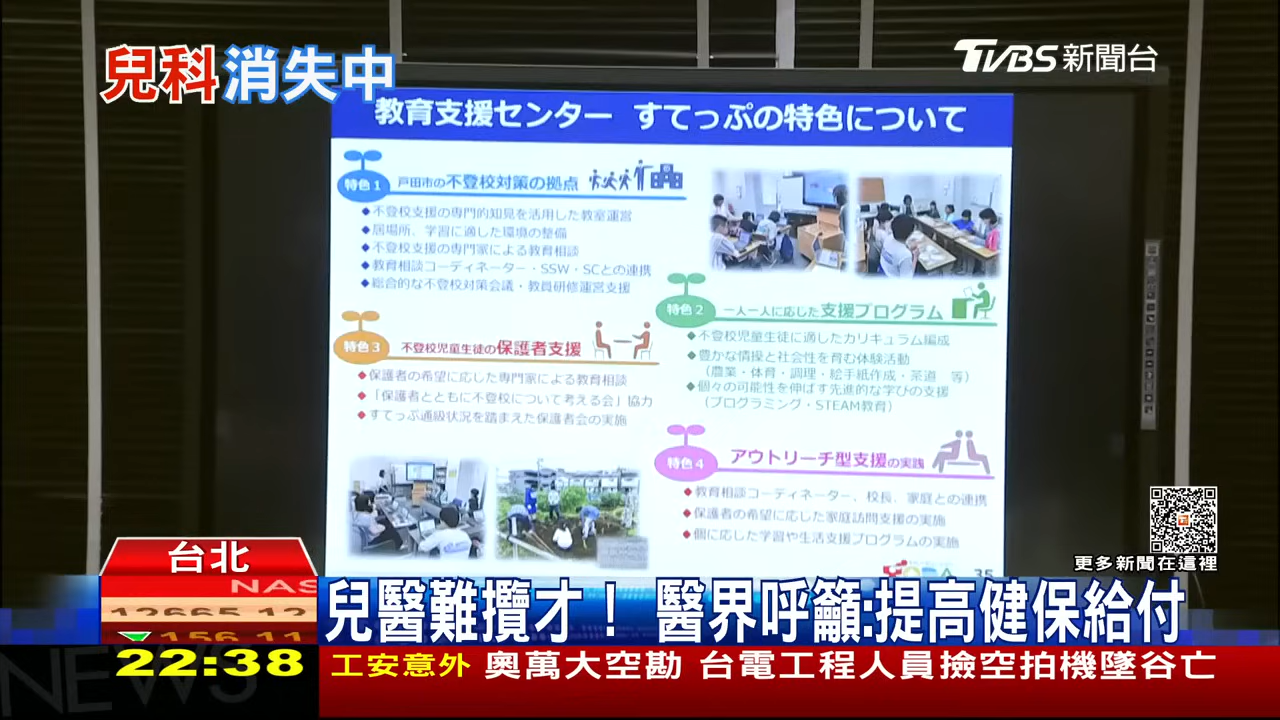 兒科消失中
TVBS新聞台
教育支援センター すてっぷの特色について
特色1 戸田市の不登校対策の拠点
◆不登校支援の専門的知見を活用した教室運営
◆居場所、学習に適した環境の整備
◆不登校支援の専門家による教育相談
◆教育相談コーディネーター・SSW・SCとの連携
◆総合的な不登校対策会議・教員研修運営支援
特色2 一人一人に応じた支援プログラム
◆不登校児童生徒に適したカリキュラム編成
◆豊かな情操と社会性を育む体験活動
（農業・体育・調理・絵手紙作成・茶道 等）
◆個々の可能性を伸ばす先進的な学びの支援
（プログラミング・STEAM教育）
特色3 不登校児童生徒の保護者支援
◆保護者の希望に応じた専門家による教育相談
◆「保護者とともに不登校について考える会」協力
◆すてっぷ通級状況を踏まえた保護者会の実施
特色4 アウトリーチ型支援の実践
◆教育相談コーディネーター、校長、家庭との連携
◆保護者の希望に応じた家庭訪問支援の実施
◆個に応じた学習や生活支援プログラムの実施
35
更多新聞在這裡
台北
NAS
12665.12
156.11
兒醫難攬才！ 醫界呼籲:提高健保給付
22:38
工安意外 奧萬大空勘 台電工程人員撿空拍機墜谷亡
NEWS